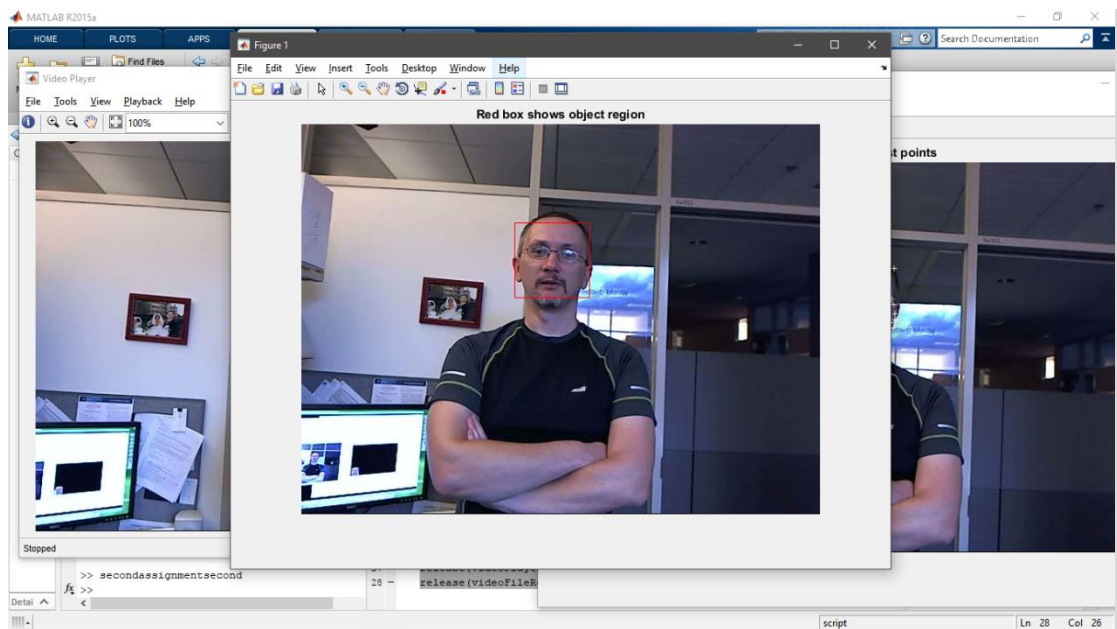 MATLAB R2015a
HOME PLOTS APPS
Search Documentation
Find Files
Video Player
File Tools View Playback Help
100%
Stopped
Figure 1
File Edit View Insert Tools Desktop Window Help
Red box shows object region
t points
>> secondassignmentsecond
fx >>
28 - release(videoFileR
Detai
script Ln 28 Col 26